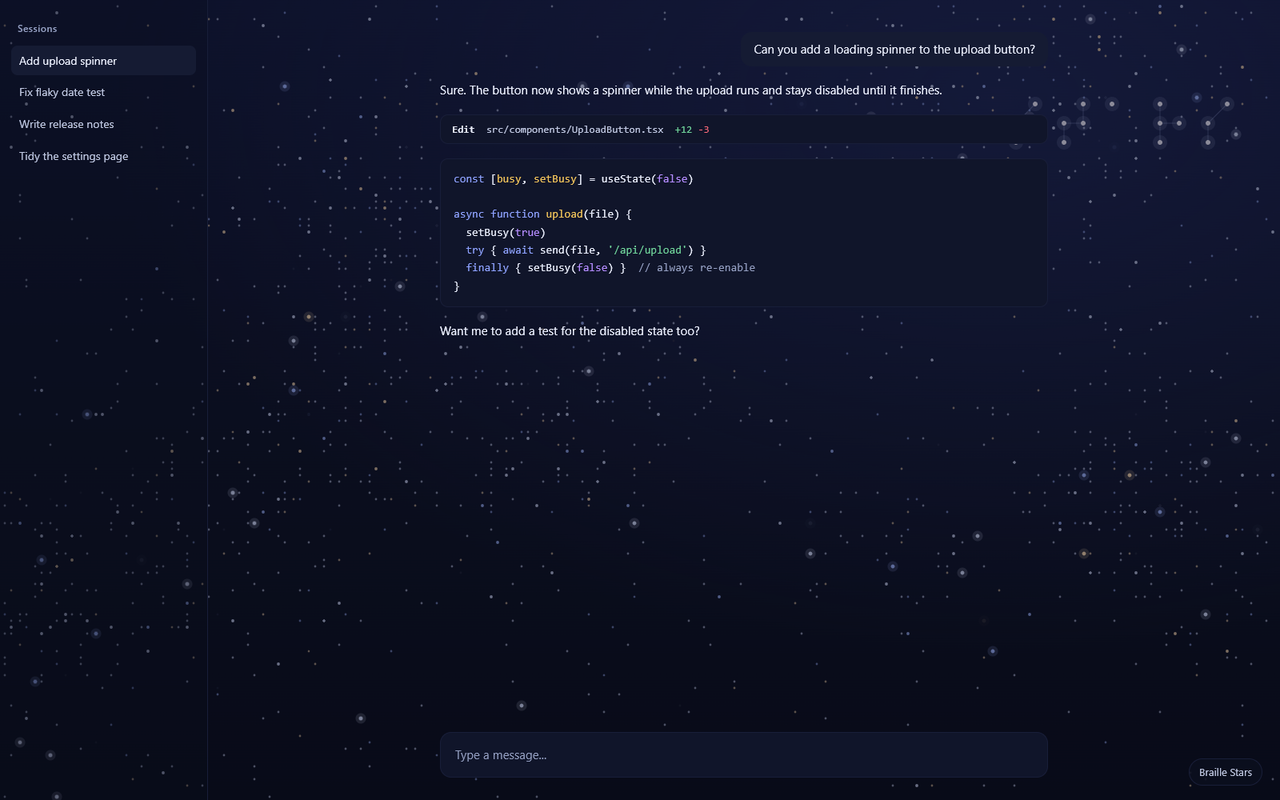 Sessions
Add upload spinner
Fix flaky date test
Write release notes
Tidy the settings page
Can you add a loading spinner to the upload button?
Sure. The button now shows a spinner while the upload runs and stays disabled until it finishes.
Edit src/components/UploadButton.tsx +12 -3
const [busy, setBusy] = useState(false)
async function upload(file) {
  setBusy(true)
  try { await send(file, '/api/upload') }
  finally { setBusy(false) }  // always re-enable
}
Want me to add a test for the disabled state too?
Type a message...
Braille Stars